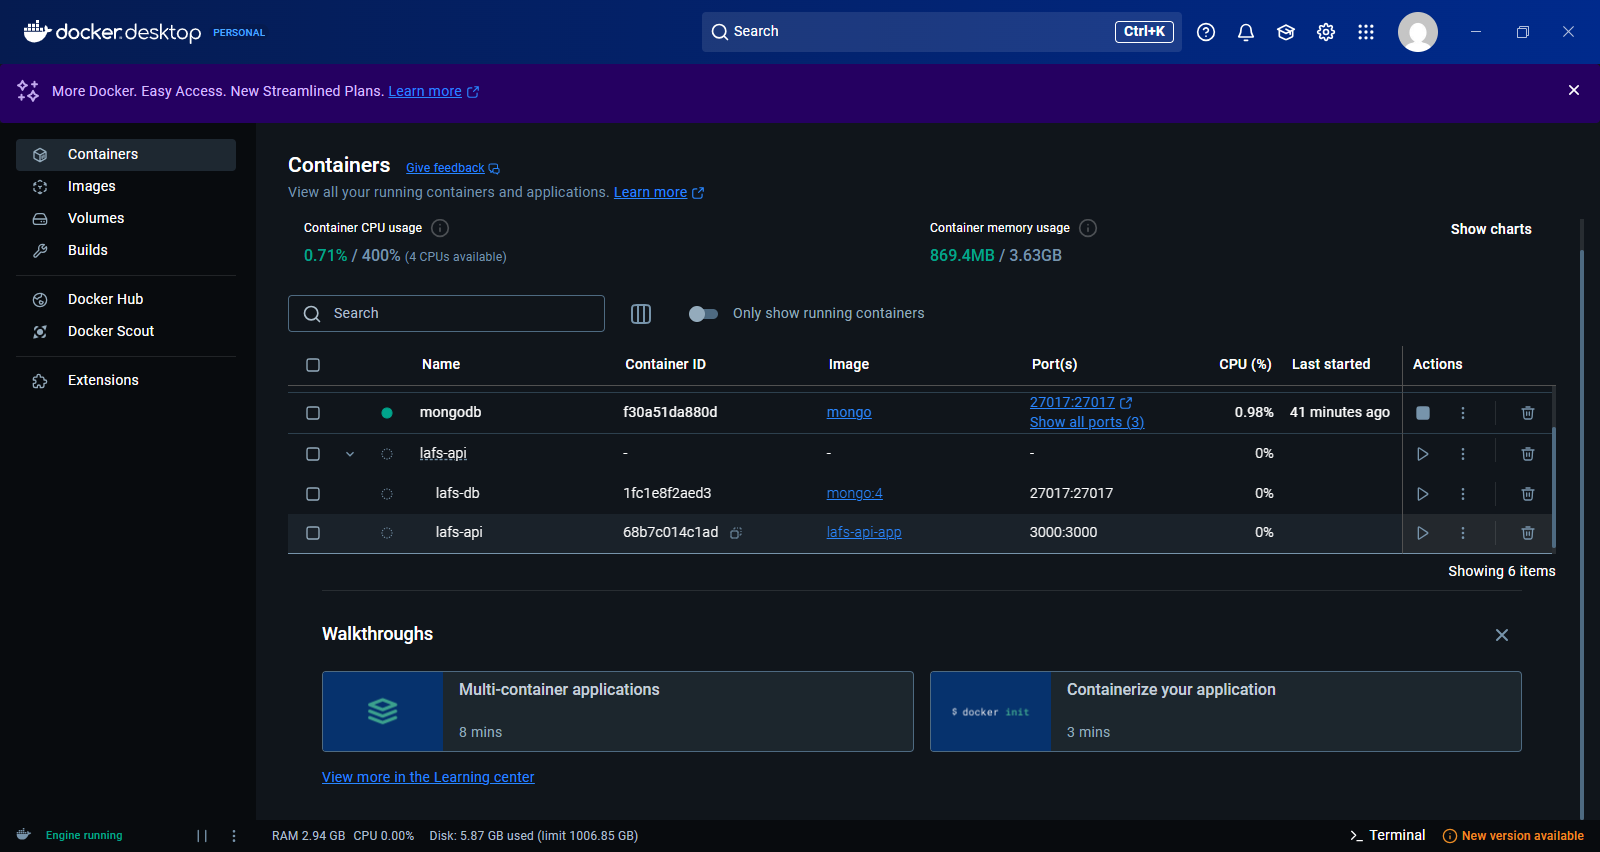 docker desktop PERSONAL
Search Ctrl+K
More Docker. Easy Access. New Streamlined Plans. Learn more
Containers
Images
Volumes
Builds
Docker Hub
Docker Scout
Extensions
Containers Give feedback
View all your running containers and applications. Learn more
Container CPU usage
0.71% / 400% (4 CPUs available)
Container memory usage
869.4MB / 3.63GB
Show charts
Search
Only show running containers
Name Container ID Image Port(s) CPU (%) Last started Actions
mongodb f30a51da880d mongo 27017:27017 0.98% 41 minutes ago
Show all ports (3)
lafs-api - - - 0%
lafs-db 1fc1e8f2aed3 mongo:4 27017:27017 0%
lafs-api 68b7c014c1ad lafs-api-app 3000:3000 0%
Showing 6 items
Walkthroughs
Multi-container applications
8 mins
$ docker init
Containerize your application
3 mins
View more in the Learning center
Engine running
RAM 2.94 GB CPU 0.00% Disk: 5.87 GB used (limit 1006.85 GB)
Terminal
New version available